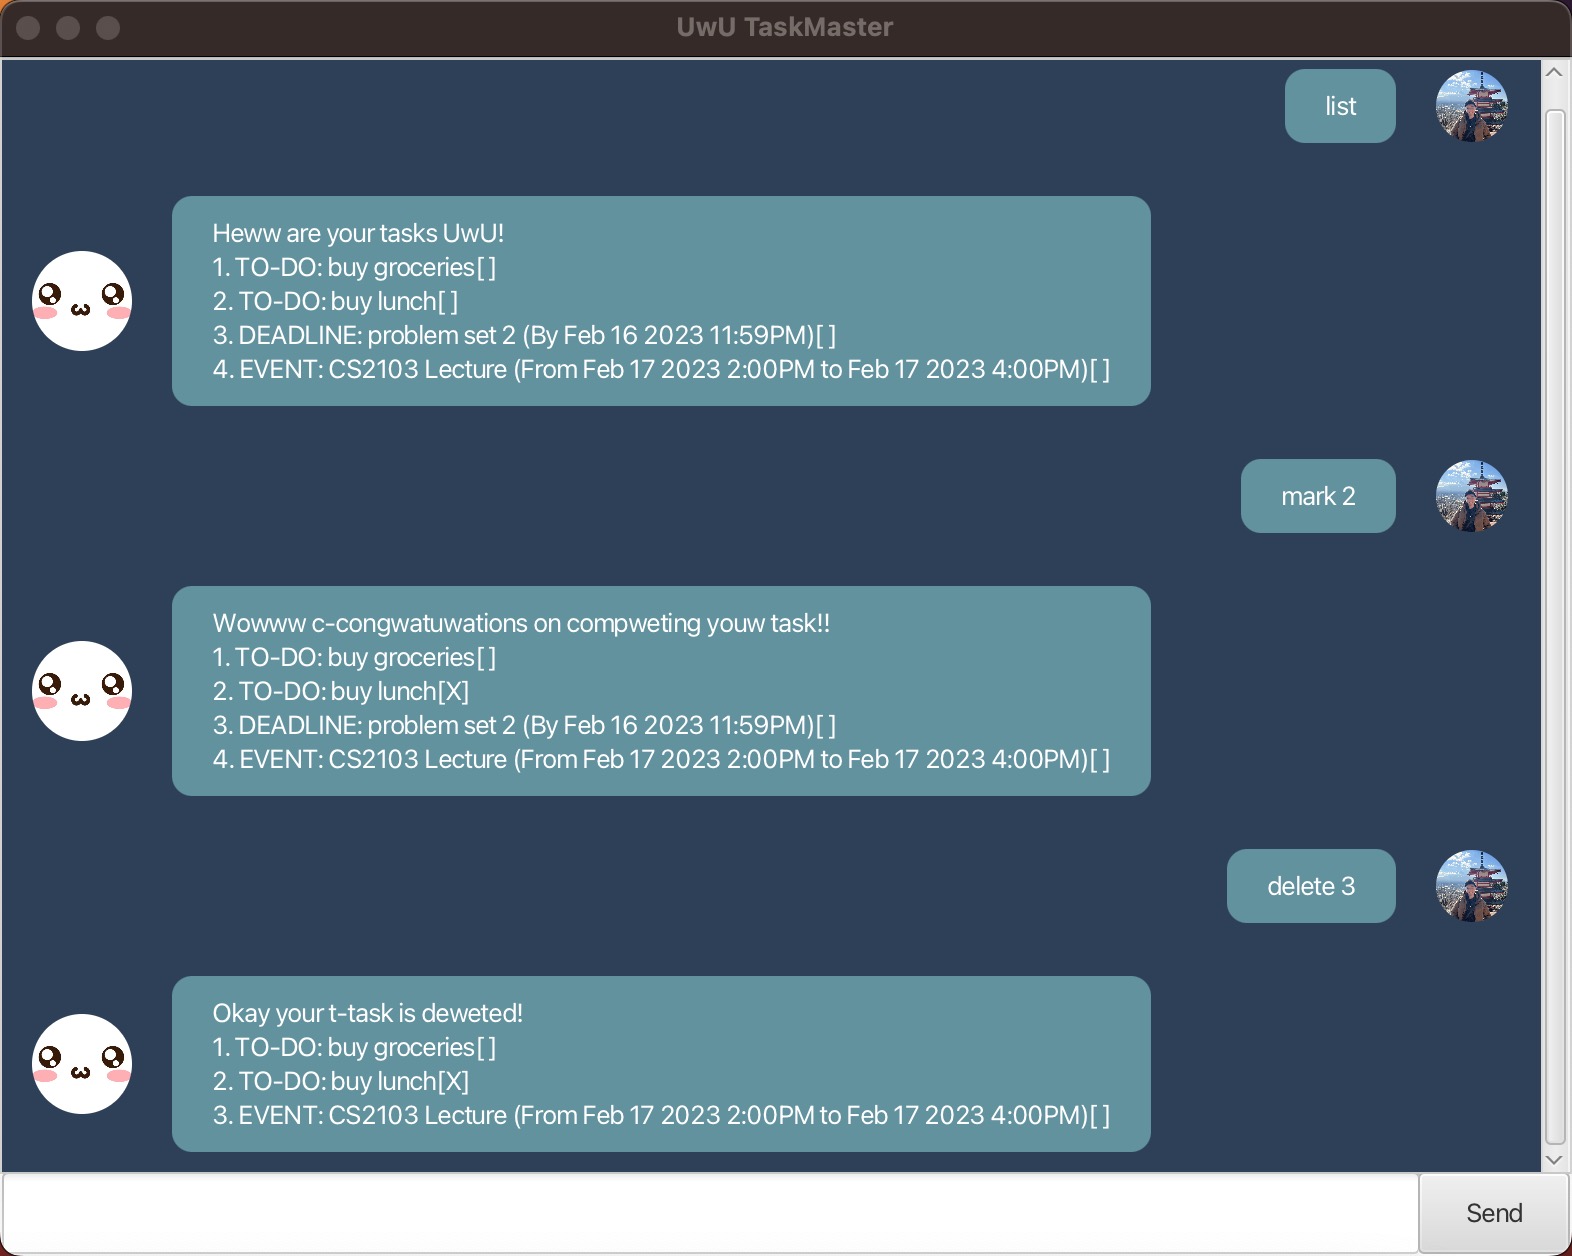 UwU TaskMaster
list
Heww are your tasks UwU!
1. TO-DO: buy groceries[ ]
2. TO-DO: buy lunch[ ]
3. DEADLINE: problem set 2 (By Feb 16 2023 11:59PM)[ ]
4. EVENT: CS2103 Lecture (From Feb 17 2023 2:00PM to Feb 17 2023 4:00PM)[ ]
mark 2
Wowww c-congwatuwations on compweting youw task!!
1. TO-DO: buy groceries[ ]
2. TO-DO: buy lunch[X]
3. DEADLINE: problem set 2 (By Feb 16 2023 11:59PM)[ ]
4. EVENT: CS2103 Lecture (From Feb 17 2023 2:00PM to Feb 17 2023 4:00PM)[ ]
delete 3
Okay your t-task is deweted!
1. TO-DO: buy groceries[ ]
2. TO-DO: buy lunch[X]
3. EVENT: CS2103 Lecture (From Feb 17 2023 2:00PM to Feb 17 2023 4:00PM)[ ]
Send